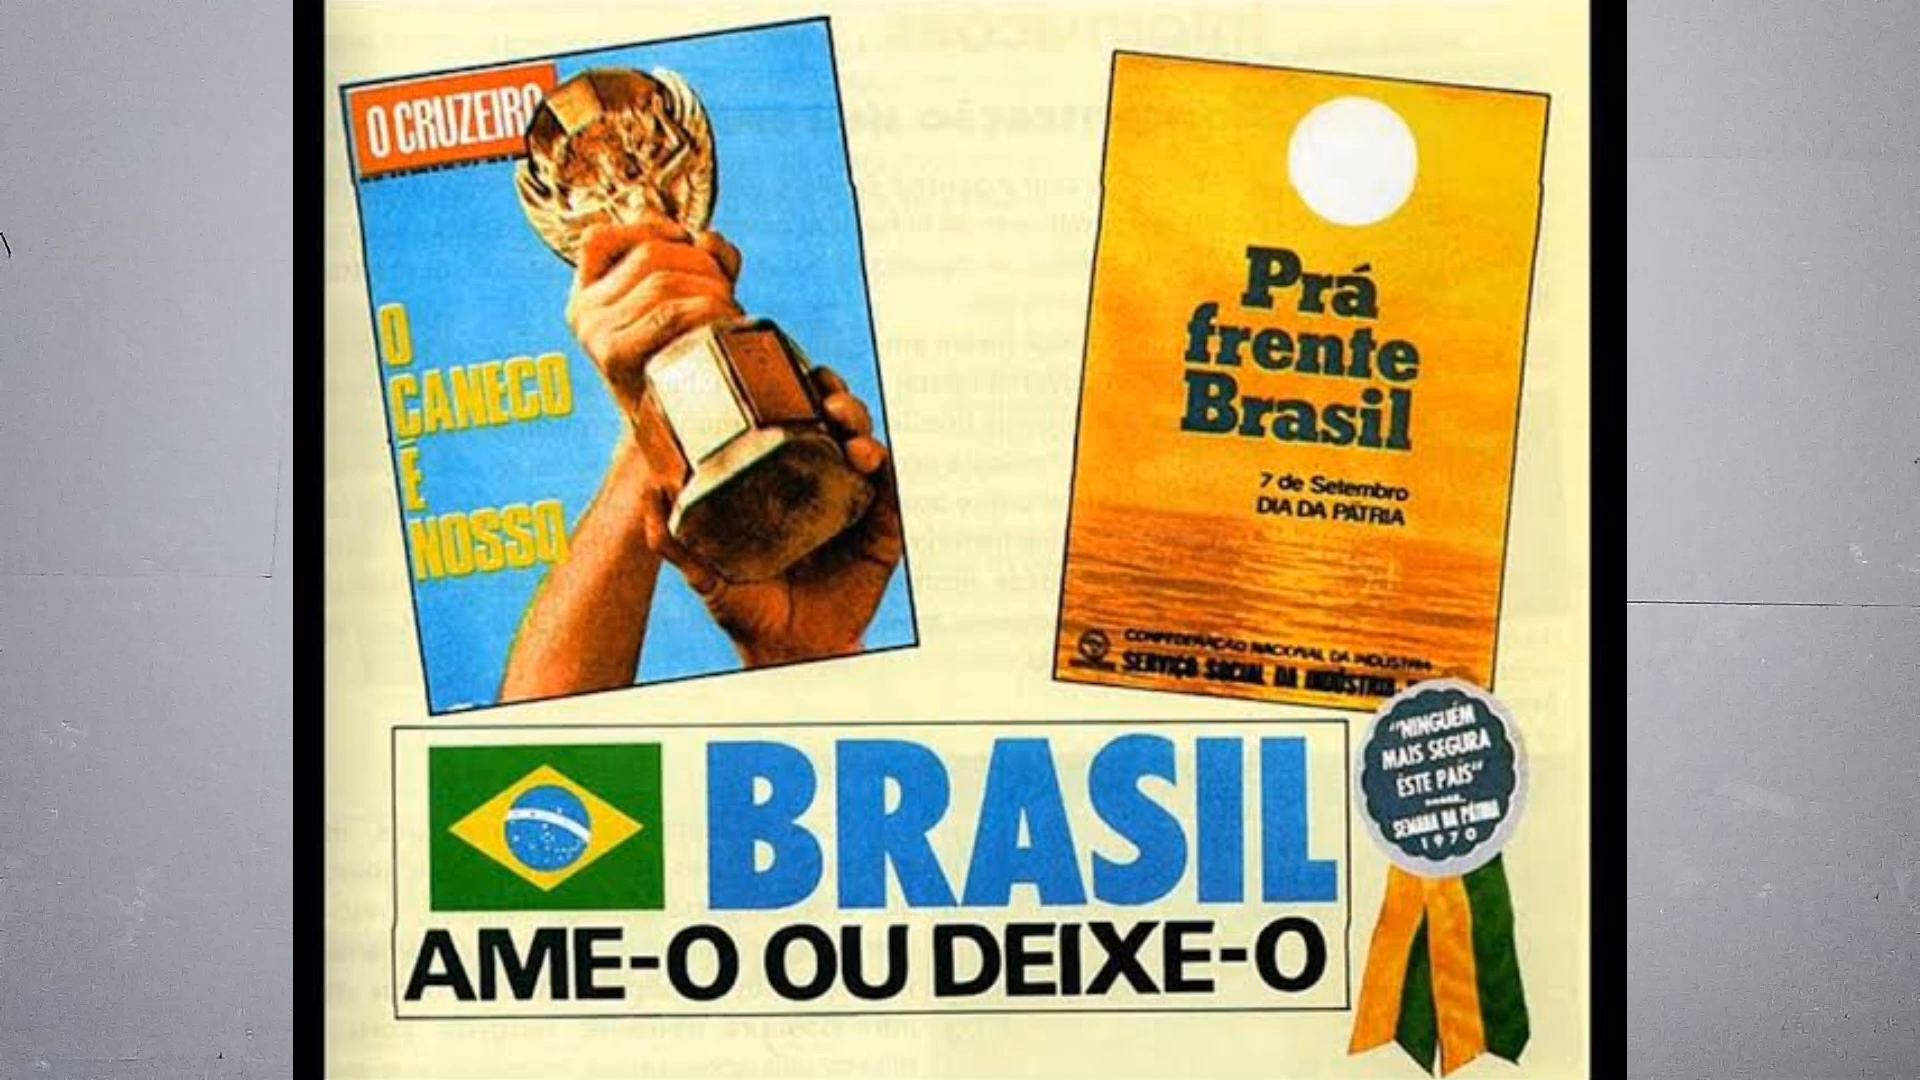 O CRUZEIRO
O
CANECO
É
NOSSO
Prá
frente
Brasil
7 de Setembro
DIA DA PÁTRIA
CONFEDERAÇÃO NACIONAL DA INDÚSTRIA
SERVIÇO SOCIAL DA INDÚSTRIA
"NINGUÉM
MAIS SEGURA
ÊSTE PAÍS"
SEMANA DA PÁTRIA
1970
BRASIL
AME-O OU DEIXE-O